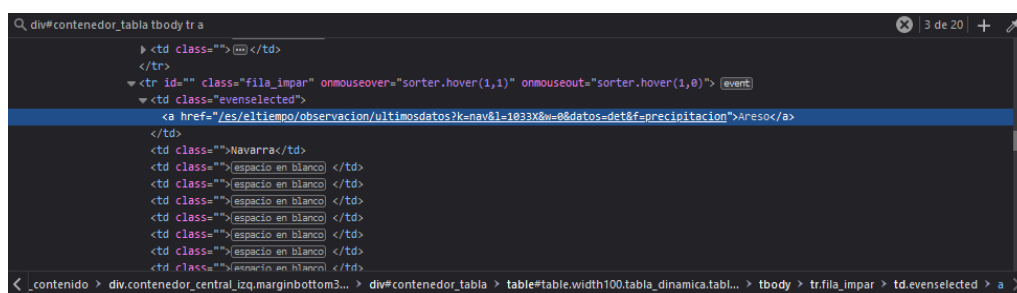 div#contenedor_tabla tbody tr a 3 de 20
<td class="">⋯</td>
</tr>
<tr id="" class="fila_impar" onmouseover="sorter.hover(1,1)" onmouseout="sorter.hover(1,0)"> event
<td class="evenselected">
<a href="/es/eltiempo/observacion/ultimosdatos?k=nav&l=1033X&w=0&datos=det&f=precipitacion">Areso</a>
</td>
<td class="">Navarra</td>
<td class="">espacio en blanco </td>
<td class="">espacio en blanco </td>
<td class="">espacio en blanco </td>
<td class="">espacio en blanco </td>
<td class="">espacio en blanco </td>
<td class="">espacio en blanco </td>
<td class="">espacio en blanco </td>
_contenido > div.contenedor_central_izq.marginbottom3... > div#contenedor_tabla > table#table.width100.tabla_dinamica.tabl... > tbody > tr.fila_impar > td.evenselected > a